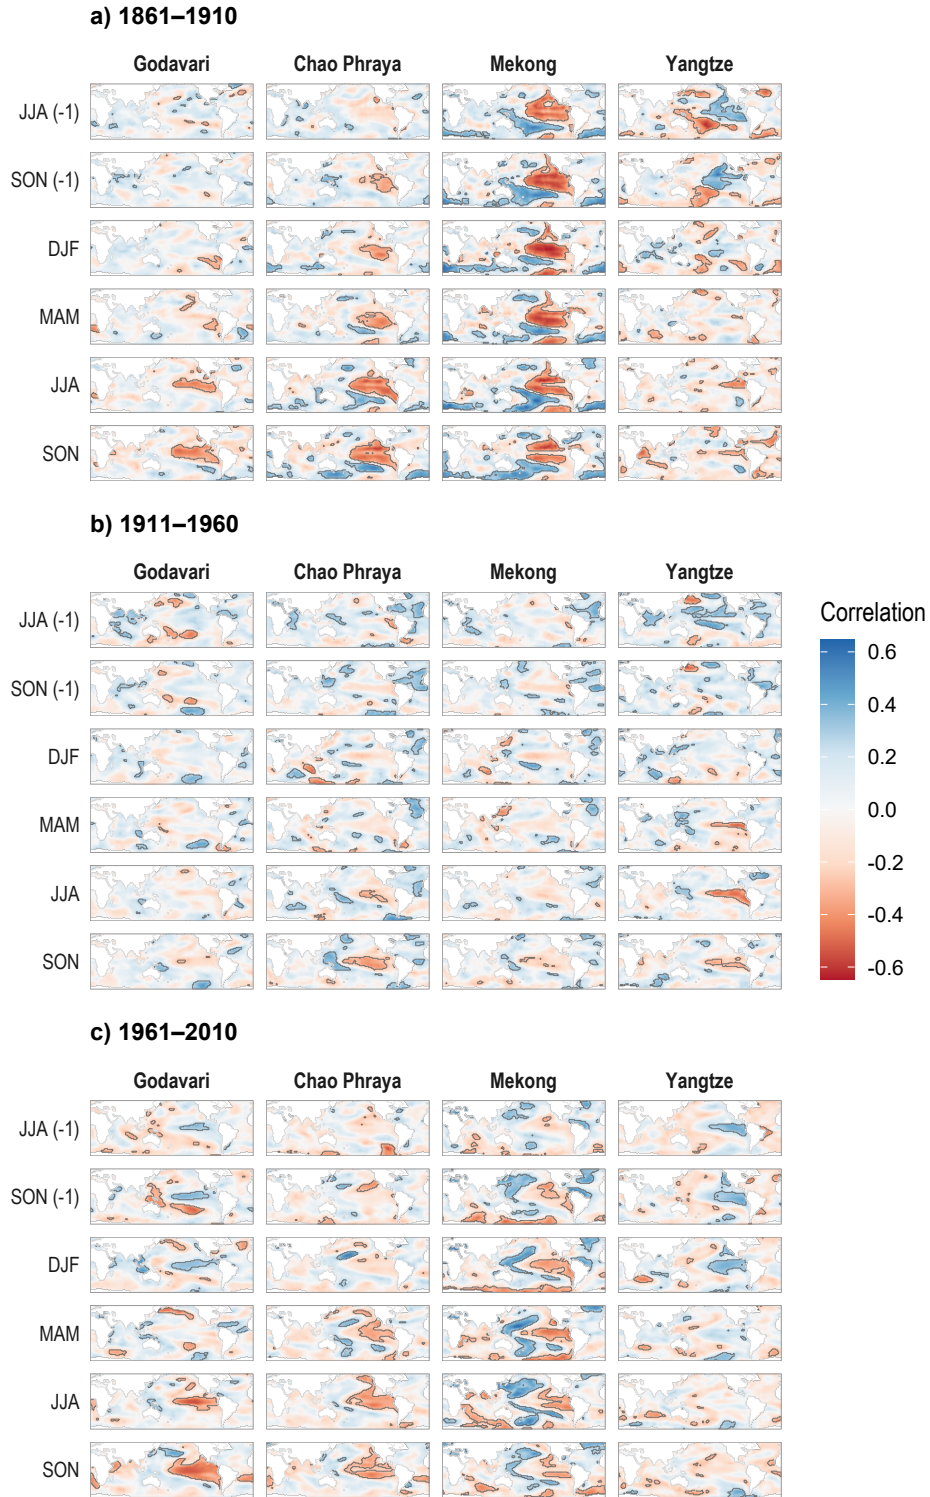 a) 1861–1910
Godavari Chao Phraya Mekong Yangtze
JJA (-1)
SON (-1)
DJF
MAM
JJA
SON
b) 1911–1960
Godavari Chao Phraya Mekong Yangtze
JJA (-1)
SON (-1)
DJF
MAM
JJA
SON
Correlation
0.6
0.4
0.2
0.0
-0.2
-0.4
-0.6
c) 1961–2010
Godavari Chao Phraya Mekong Yangtze
JJA (-1)
SON (-1)
DJF
MAM
JJA
SON